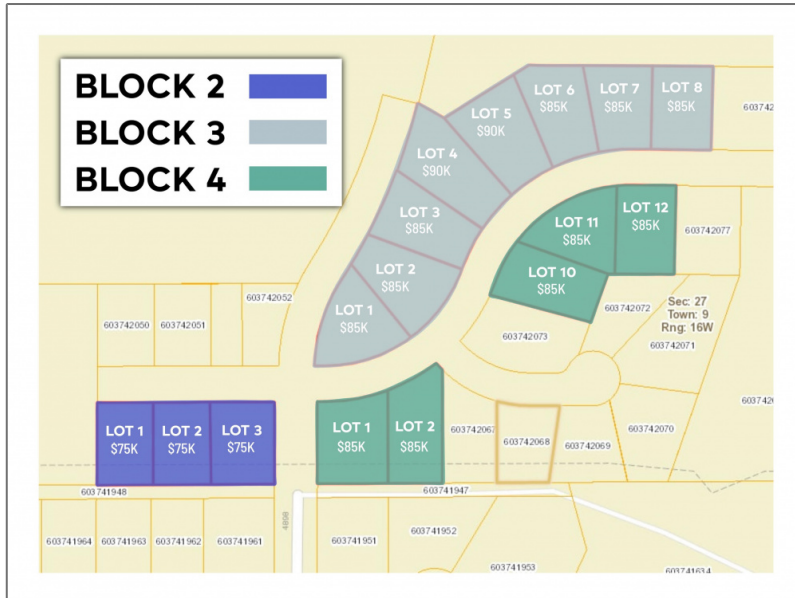 BLOCK 2
BLOCK 3
BLOCK 4
LOT 6
$85K
LOT 7
$85K
LOT 8
$85K
LOT 5
$90K
LOT 4
$90K
LOT 3
$85K
LOT 2
$85K
LOT 1
$85K
LOT 12
$85K
LOT 11
$85K
LOT 10
$85K
603742077
603742052
603742050
603742051
603742072
Sec: 27
Town: 9
Rng: 16W
603742073
603742071
LOT 1
$75K
LOT 2
$75K
LOT 3
$75K
LOT 1
$85K
LOT 2
$85K
603742068
603742069
603742070
603741948
603741947
4800
603741964
603741963
603741962
603741961
603741951
603741952
603741953